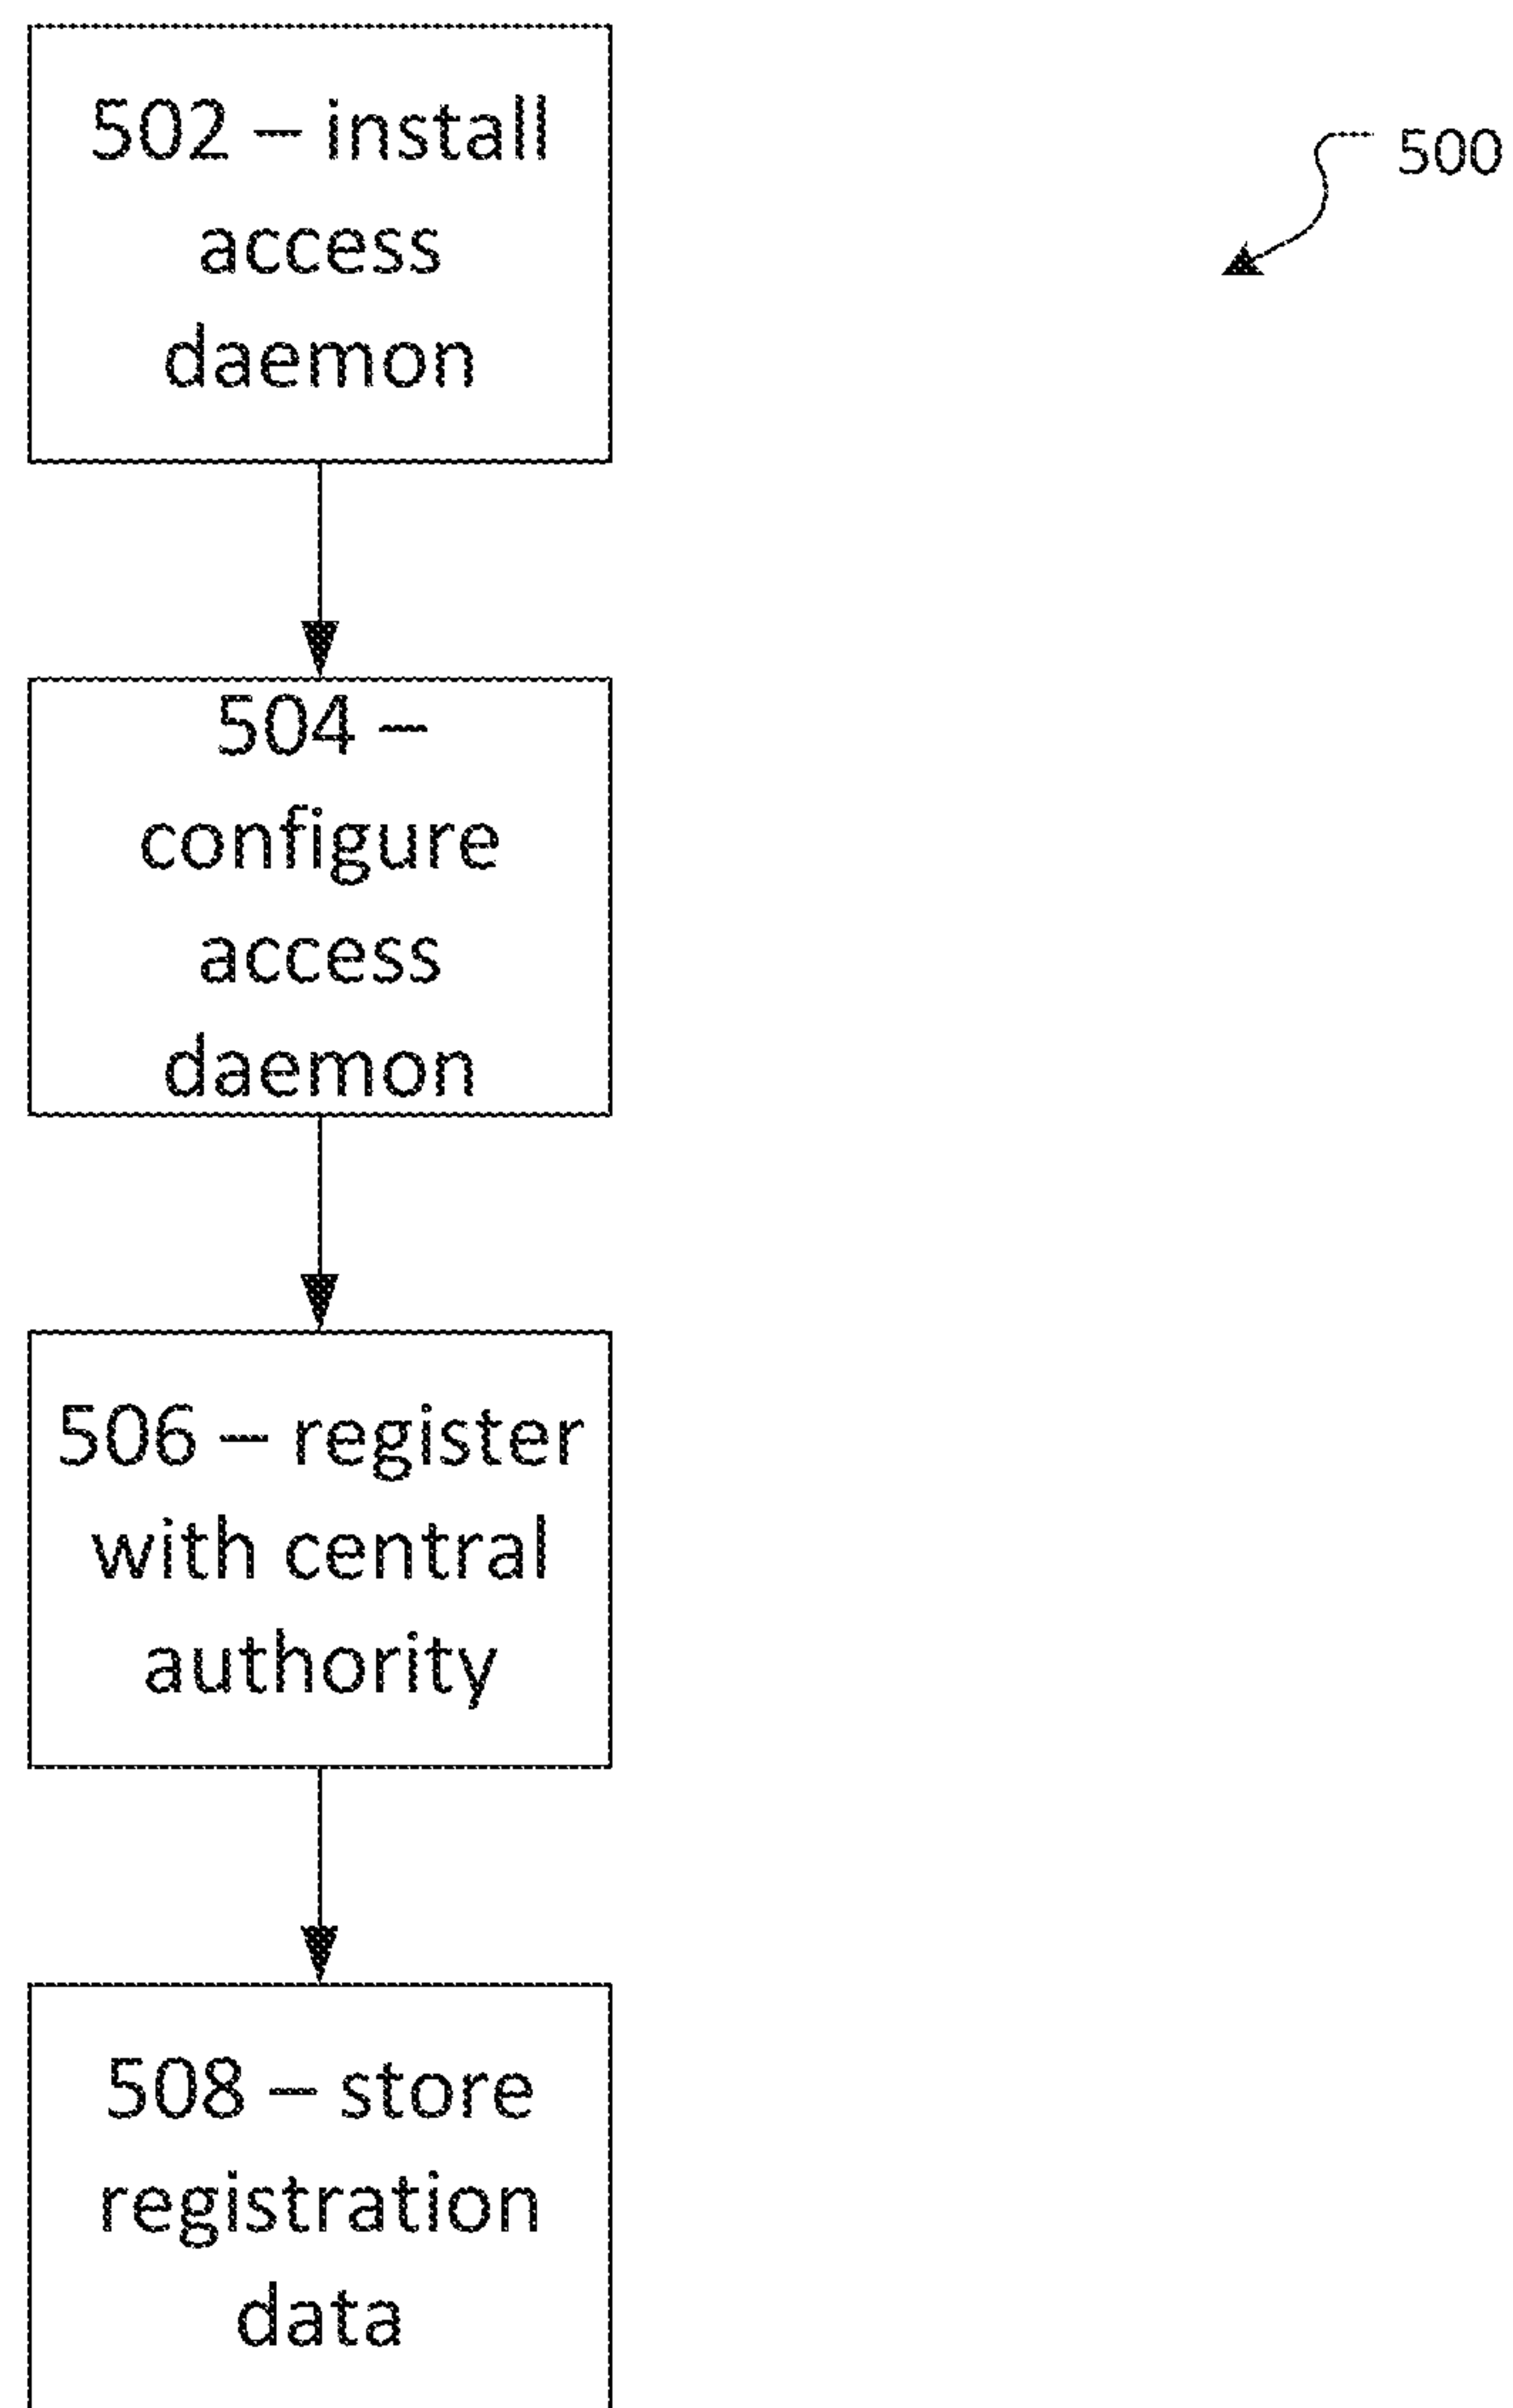 502 – install
access
daemon
500
504 –
configure
access
daemon
506 – register
with central
authority
508 – store
registration
data